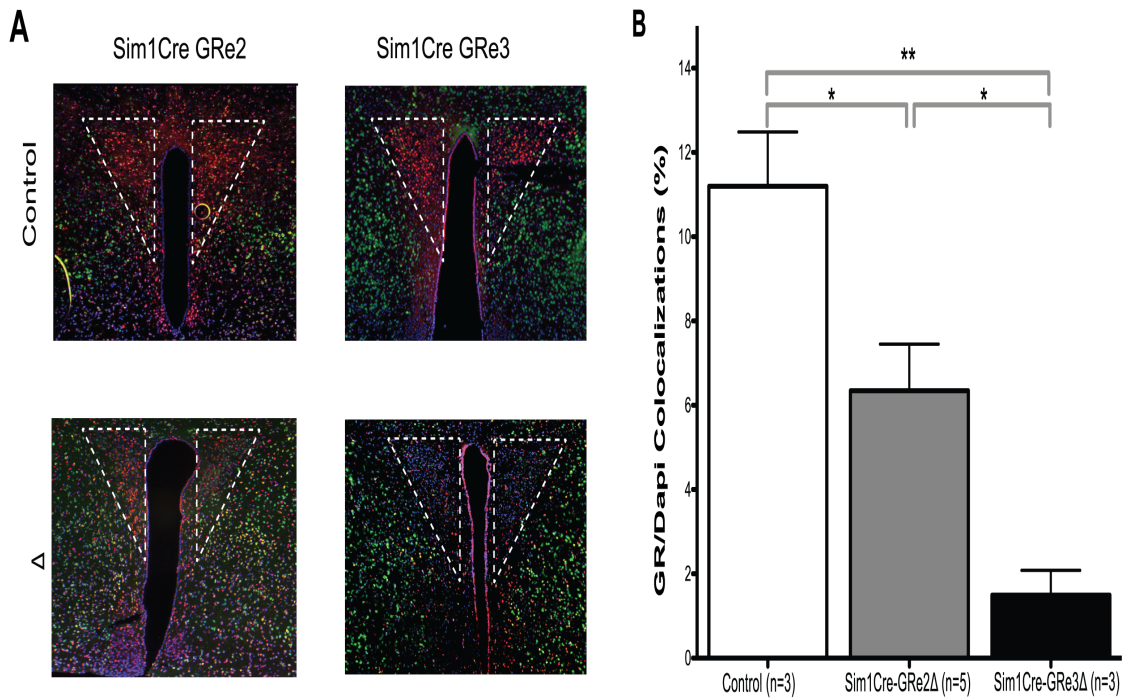 A
Sim1Cre GRe2
Sim1Cre GRe3
Control
Δ
B
GR/Dapi Colocalizations (%)
14
12
10
8
6
4
2
0
**
*
*
Control (n=3)
Sim1Cre-GRe2Δ (n=5)
Sim1Cre-GRe3Δ (n=3)